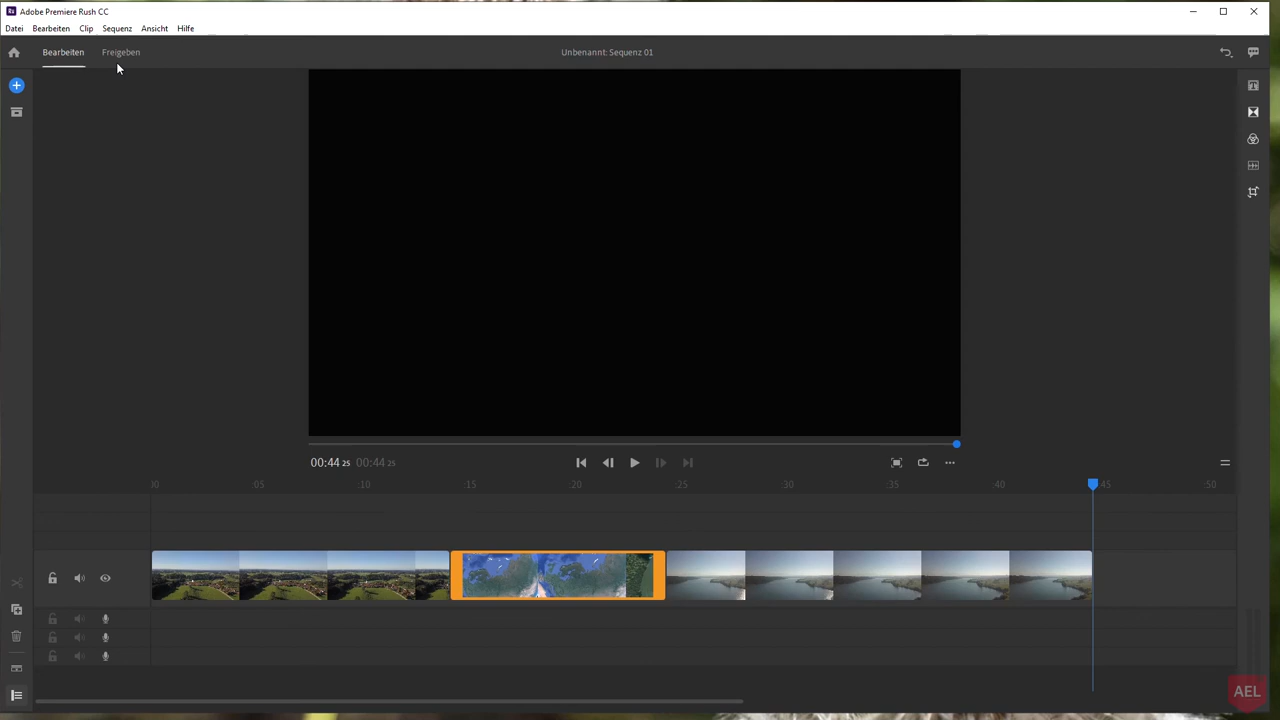 Adobe Premiere Rush CC
Datei Bearbeiten Clip Sequenz Ansicht Hilfe
Bearbeiten Freigeben Unbenannt: Sequenz 01
00:44 25 00:44 25
:00 :05 :10 :15 :20 :25 :30 :35 :40 :45 :50
AEL